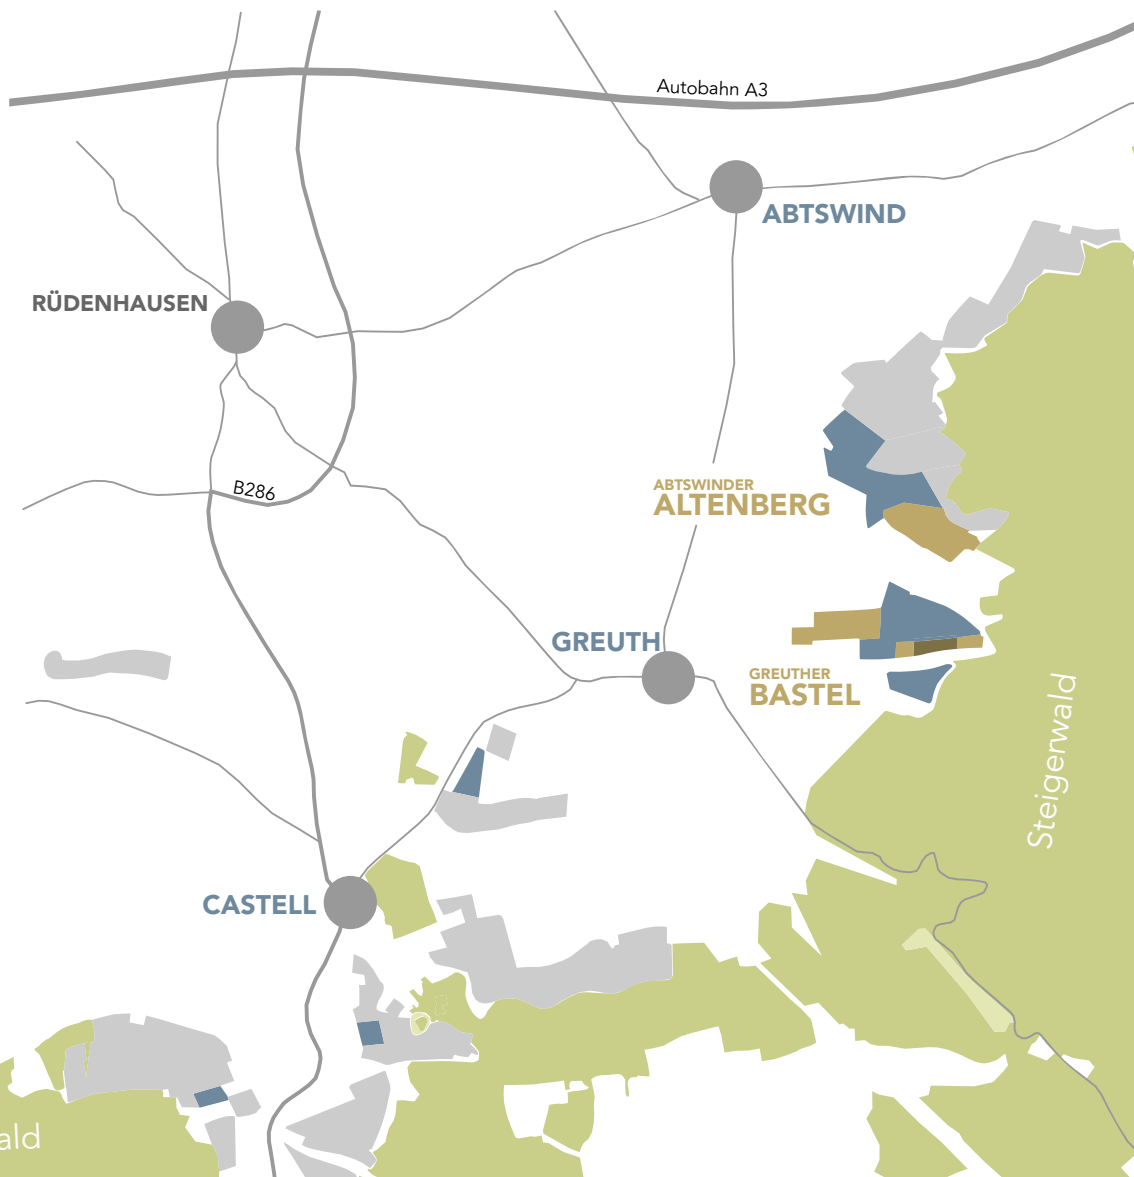 Autobahn A3
ABTSWIND
RÜDENHAUSEN
B286
ABTSWINDER
ALTENBERG
GREUTH
GREUTHER
BASTEL
Steigerwald
CASTELL
ald